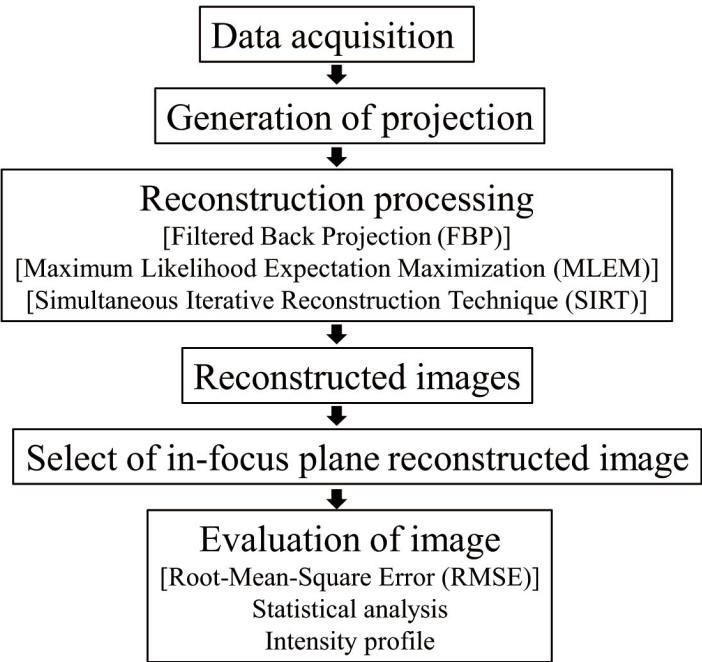 Data acquisition
Generation of projection
Reconstruction processing
[Filtered Back Projection (FBP)]
[Maximum Likelihood Expectation Maximization (MLEM)]
[Simultaneous Iterative Reconstruction Technique (SIRT)]
Reconstructed images
Select of in-focus plane reconstructed image
Evaluation of image
[Root-Mean-Square Error (RMSE)]
Statistical analysis
Intensity profile